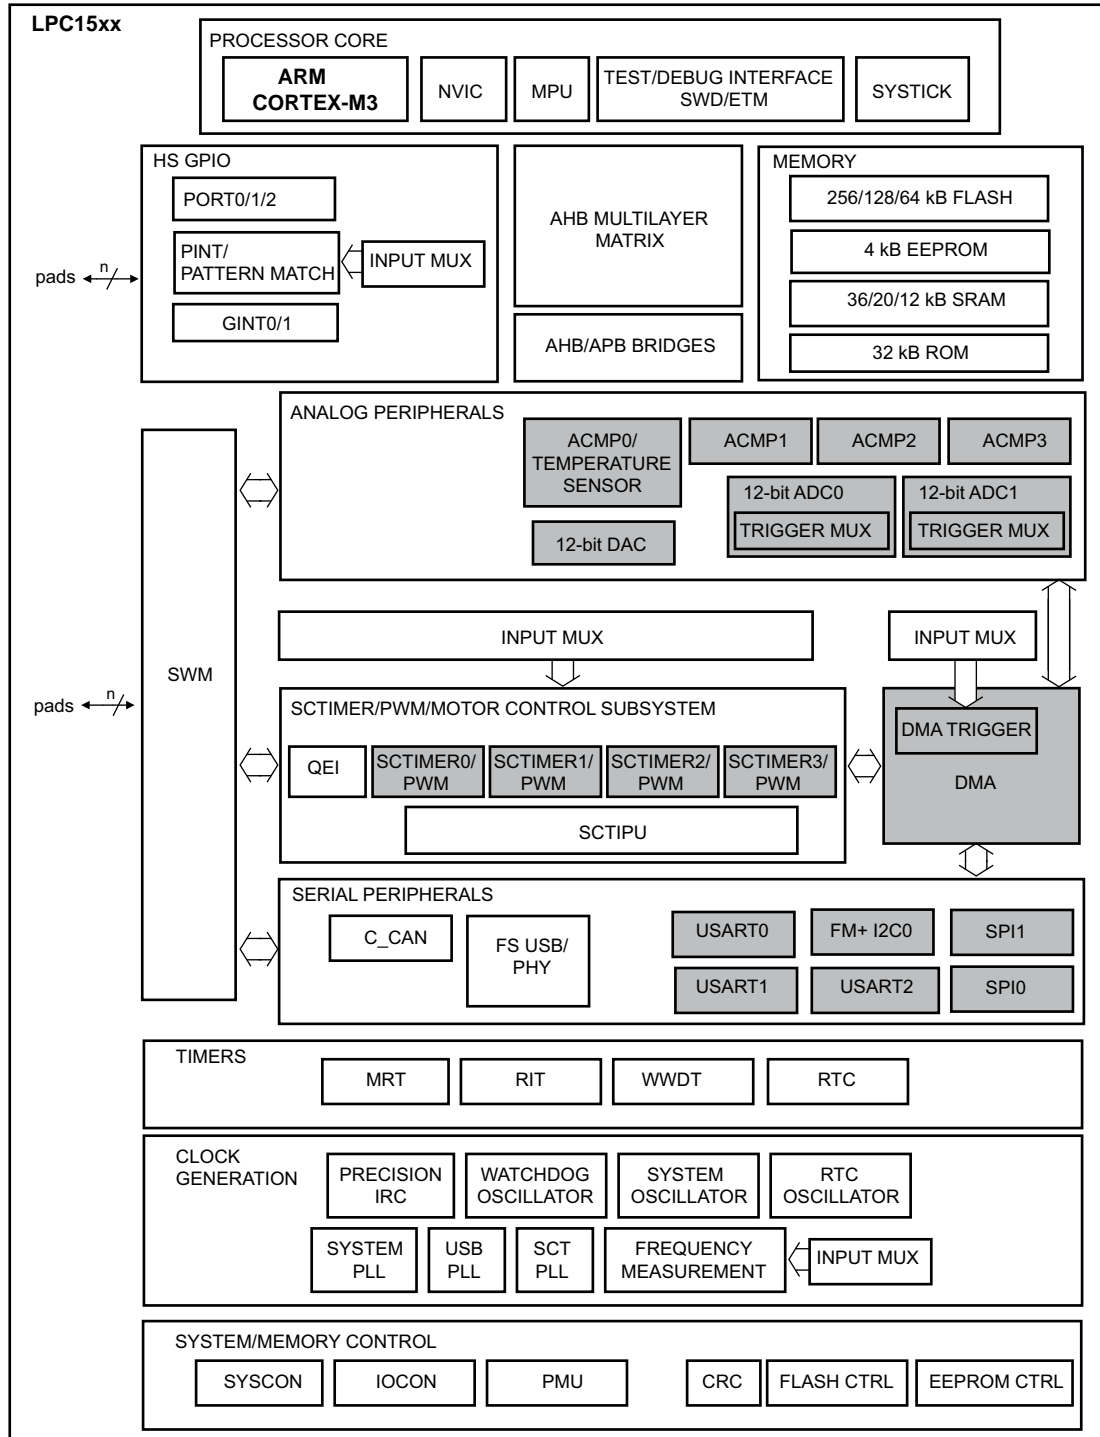 LPC15xx
PROCESSOR CORE
ARM
CORTEX-M3
NVIC
MPU
TEST/DEBUG INTERFACE
SWD/ETM
SYSTICK
HS GPIO
PORT0/1/2
PINT/
PATTERN MATCH
INPUT MUX
GINT0/1
pads
n
AHB MULTILAYER
MATRIX
AHB/APB BRIDGES
MEMORY
256/128/64 kB FLASH
4 kB EEPROM
36/20/12 kB SRAM
32 kB ROM
ANALOG PERIPHERALS
ACMP0/
TEMPERATURE
SENSOR
ACMP1
ACMP2
ACMP3
12-bit ADC0
TRIGGER MUX
12-bit ADC1
TRIGGER MUX
12-bit DAC
SWM
pads
n
INPUT MUX
INPUT MUX
SCTIMER/PWM/MOTOR CONTROL SUBSYSTEM
QEI
SCTIMER0/
PWM
SCTIMER1/
PWM
SCTIMER2/
PWM
SCTIMER3/
PWM
SCTIPU
DMA TRIGGER
DMA
SERIAL PERIPHERALS
C_CAN
FS USB/
PHY
USART0
FM+ I2C0
SPI1
USART1
USART2
SPI0
TIMERS
MRT
RIT
WWDT
RTC
CLOCK
GENERATION
PRECISION
IRC
WATCHDOG
OSCILLATOR
SYSTEM
OSCILLATOR
RTC
OSCILLATOR
SYSTEM
PLL
USB
PLL
SCT
PLL
FREQUENCY
MEASUREMENT
INPUT MUX
SYSTEM/MEMORY CONTROL
SYSCON
IOCON
PMU
CRC
FLASH CTRL
EEPROM CTRL